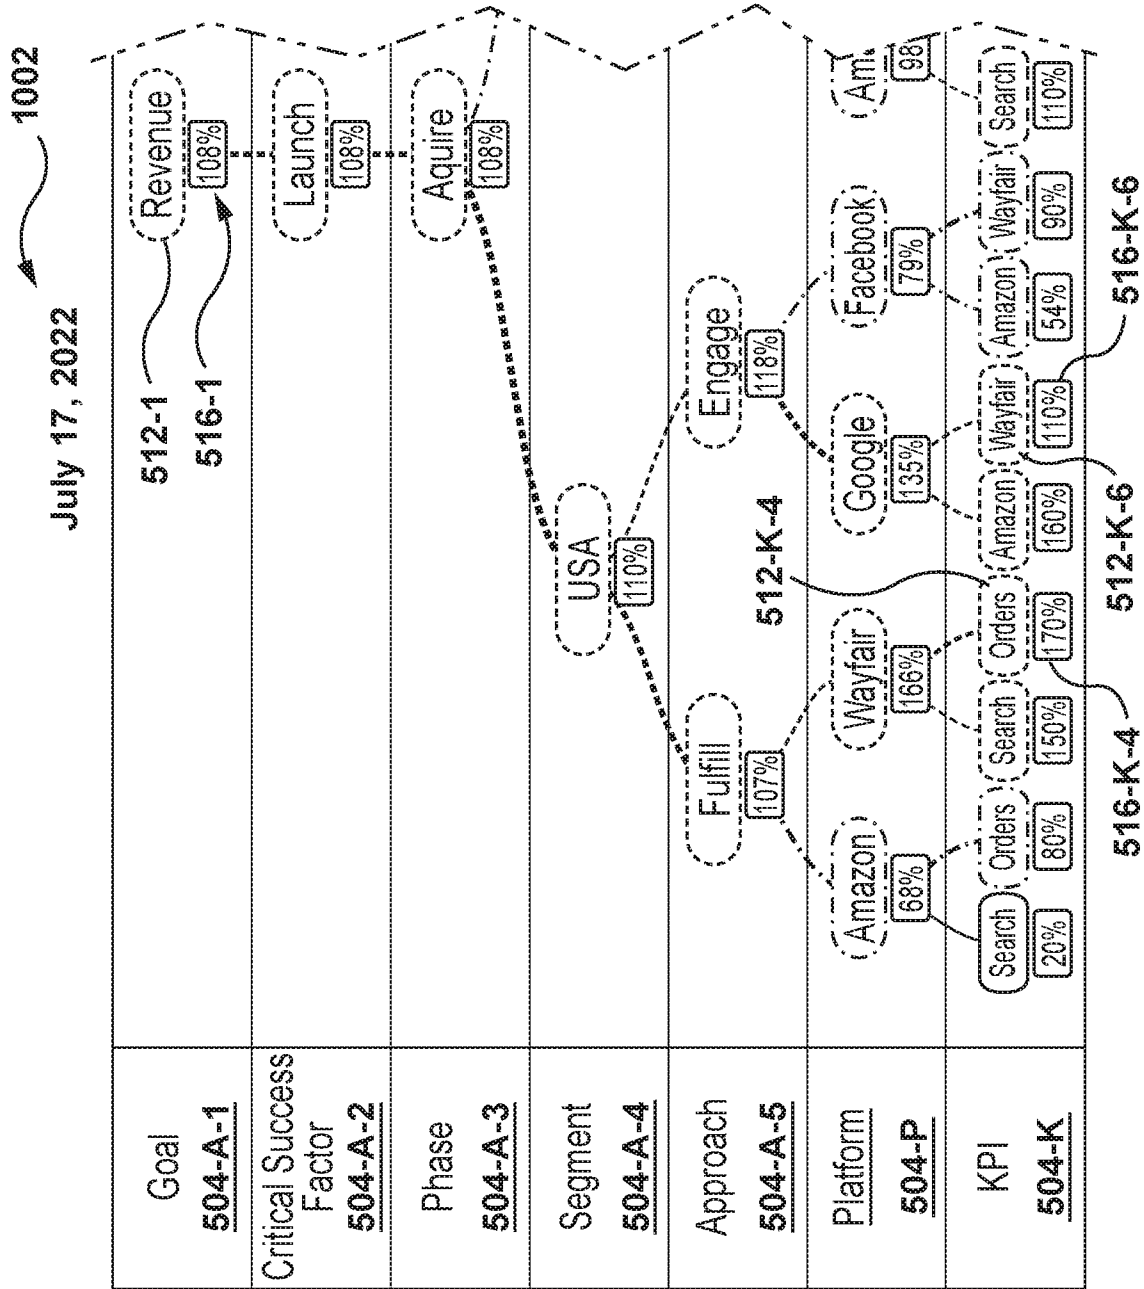 1002
July 17, 2022
Goal
504-A-1
Revenue
108%
512-1
516-1
Critical Success
Factor
504-A-2
Launch
108%
Phase
504-A-3
Aquire
108%
Segment
504-A-4
USA
110%
Approach
504-A-5
Fulfill
107%
Engage
118%
512-K-4
Platform
504-P
Amazon
68%
Wayfair
166%
Google
135%
Facebook
79%
Am
98
KPI
504-K
Search
20%
Orders
80%
Search
150%
Orders
170%
Amazon
160%
Wayfair
110%
Amazon
54%
Wayfair
90%
Search
110%
516-K-4
512-K-6
516-K-6